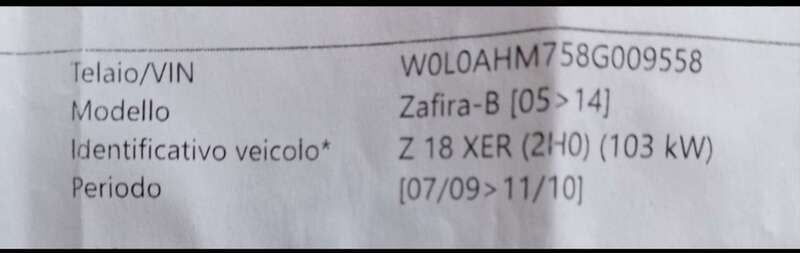 Telaio/VIN W0L0AHM758G009558
Modello Zafira-B [05>14]
Identificativo veicolo* Z 18 XER (2H0) (103 kW)
Periodo [07/09>11/10]